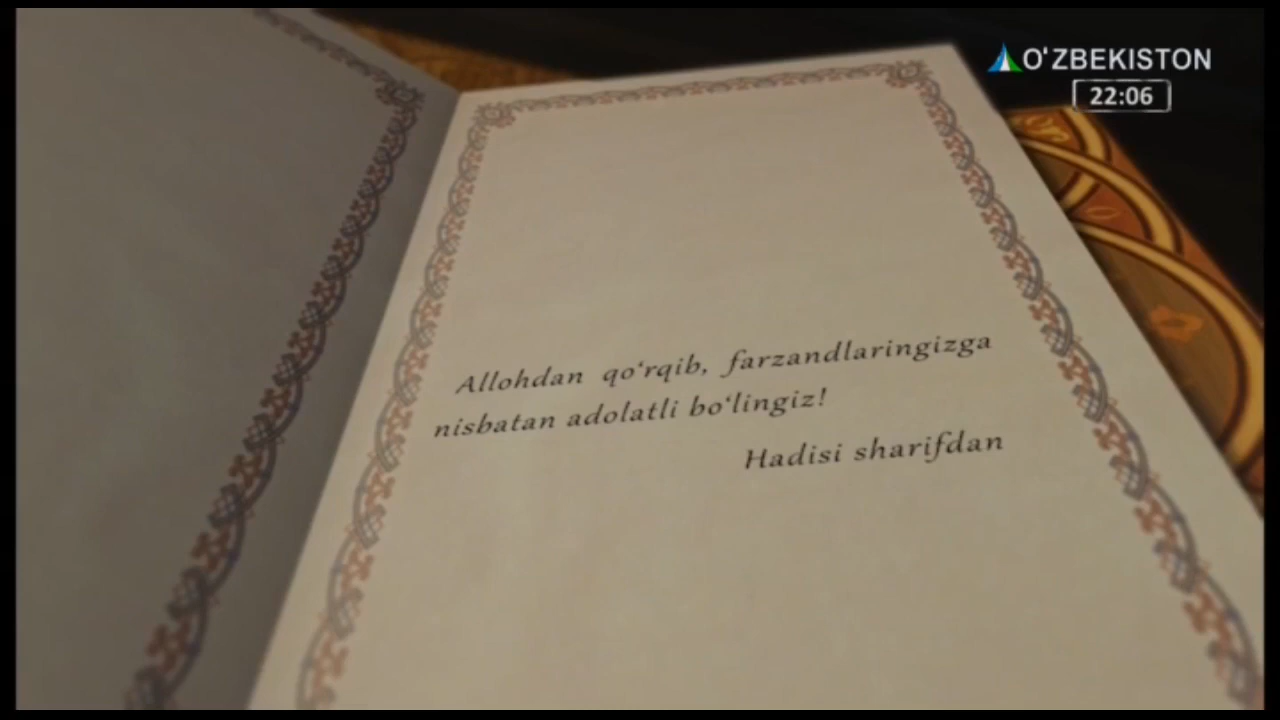 O'ZBEKISTON
22:06
Allohdan qo‘rqib, farzandlaringizga
nisbatan adolatli bo‘lingiz!
Hadisi sharifdan